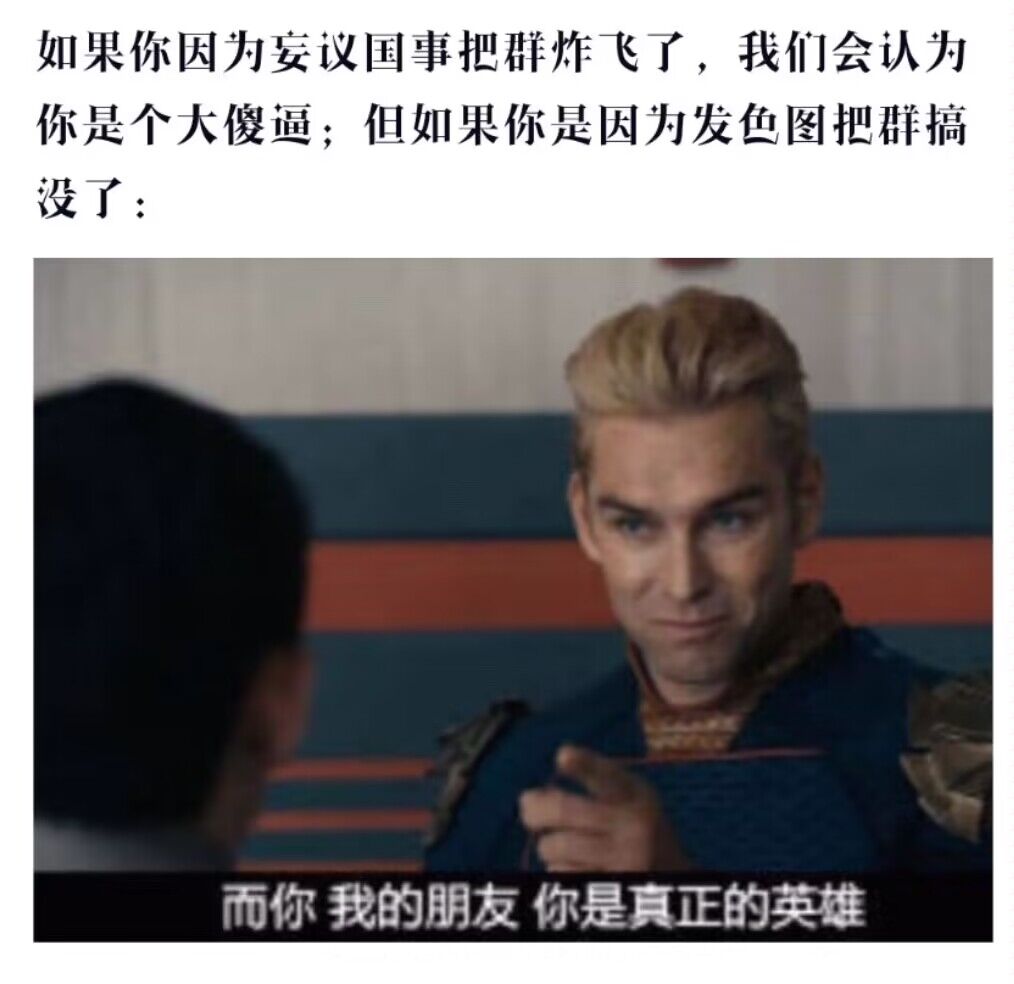 如果你因为妄议国事把群炸飞了，我们会认为
你是个大傻逼；但如果你是因为发色图把群搞
没了：
而你 我的朋友 你是真正的英雄